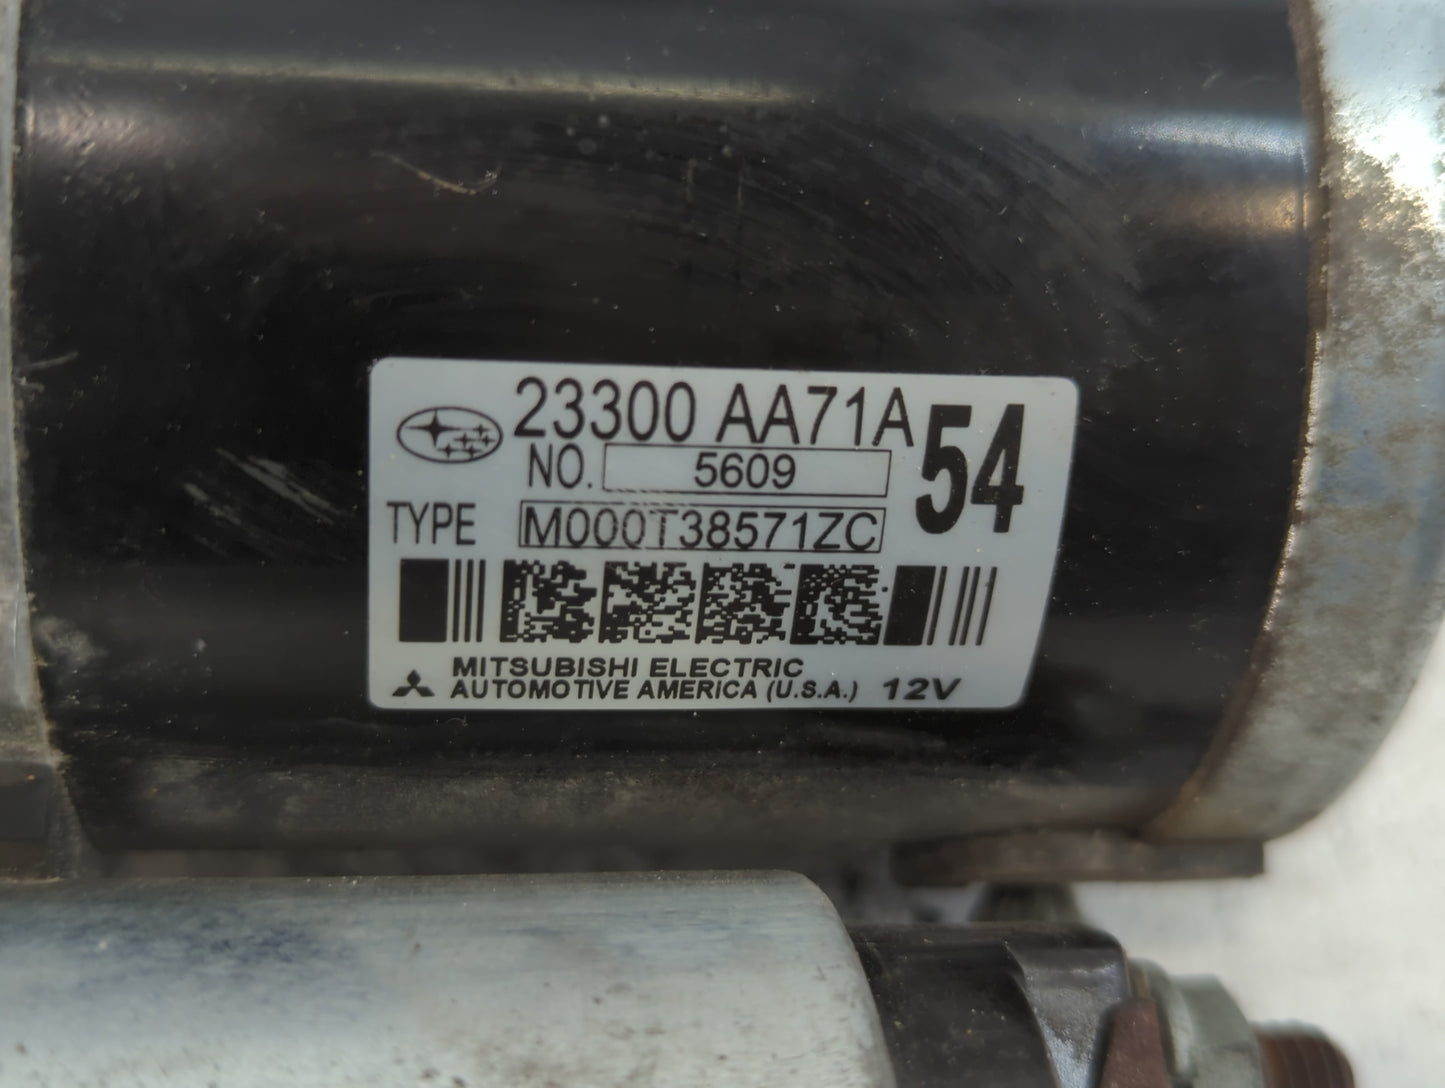 23300 AA71A
54
NO. 5609
TYPE M000T38571ZC
MITSUBISHI ELECTRIC
AUTOMOTIVE AMERICA (U.S.A.) 12V